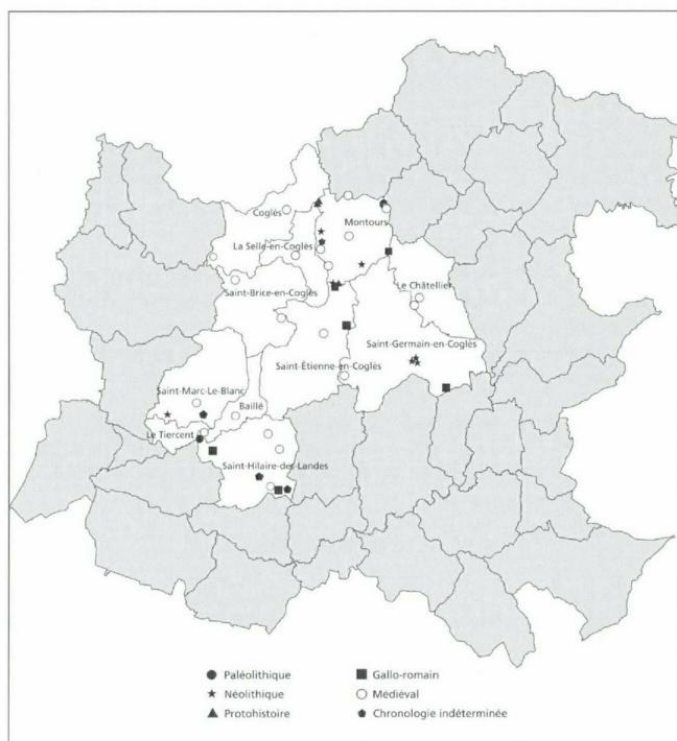 Coglès
Montours
La Selle-en-Coglès
Le Châtellier
Saint-Brice-en-Coglès
Saint-Germain-en-Coglès
Saint-Étienne-en-Coglès
Saint-Marc-Le-Blanc
Baillé
Le Tiercent
Saint-Hilaire-des-Landes
Paléolithique
Gallo-romain
Néolithique
Médiéval
Protohistoire
Chronologie indéterminée